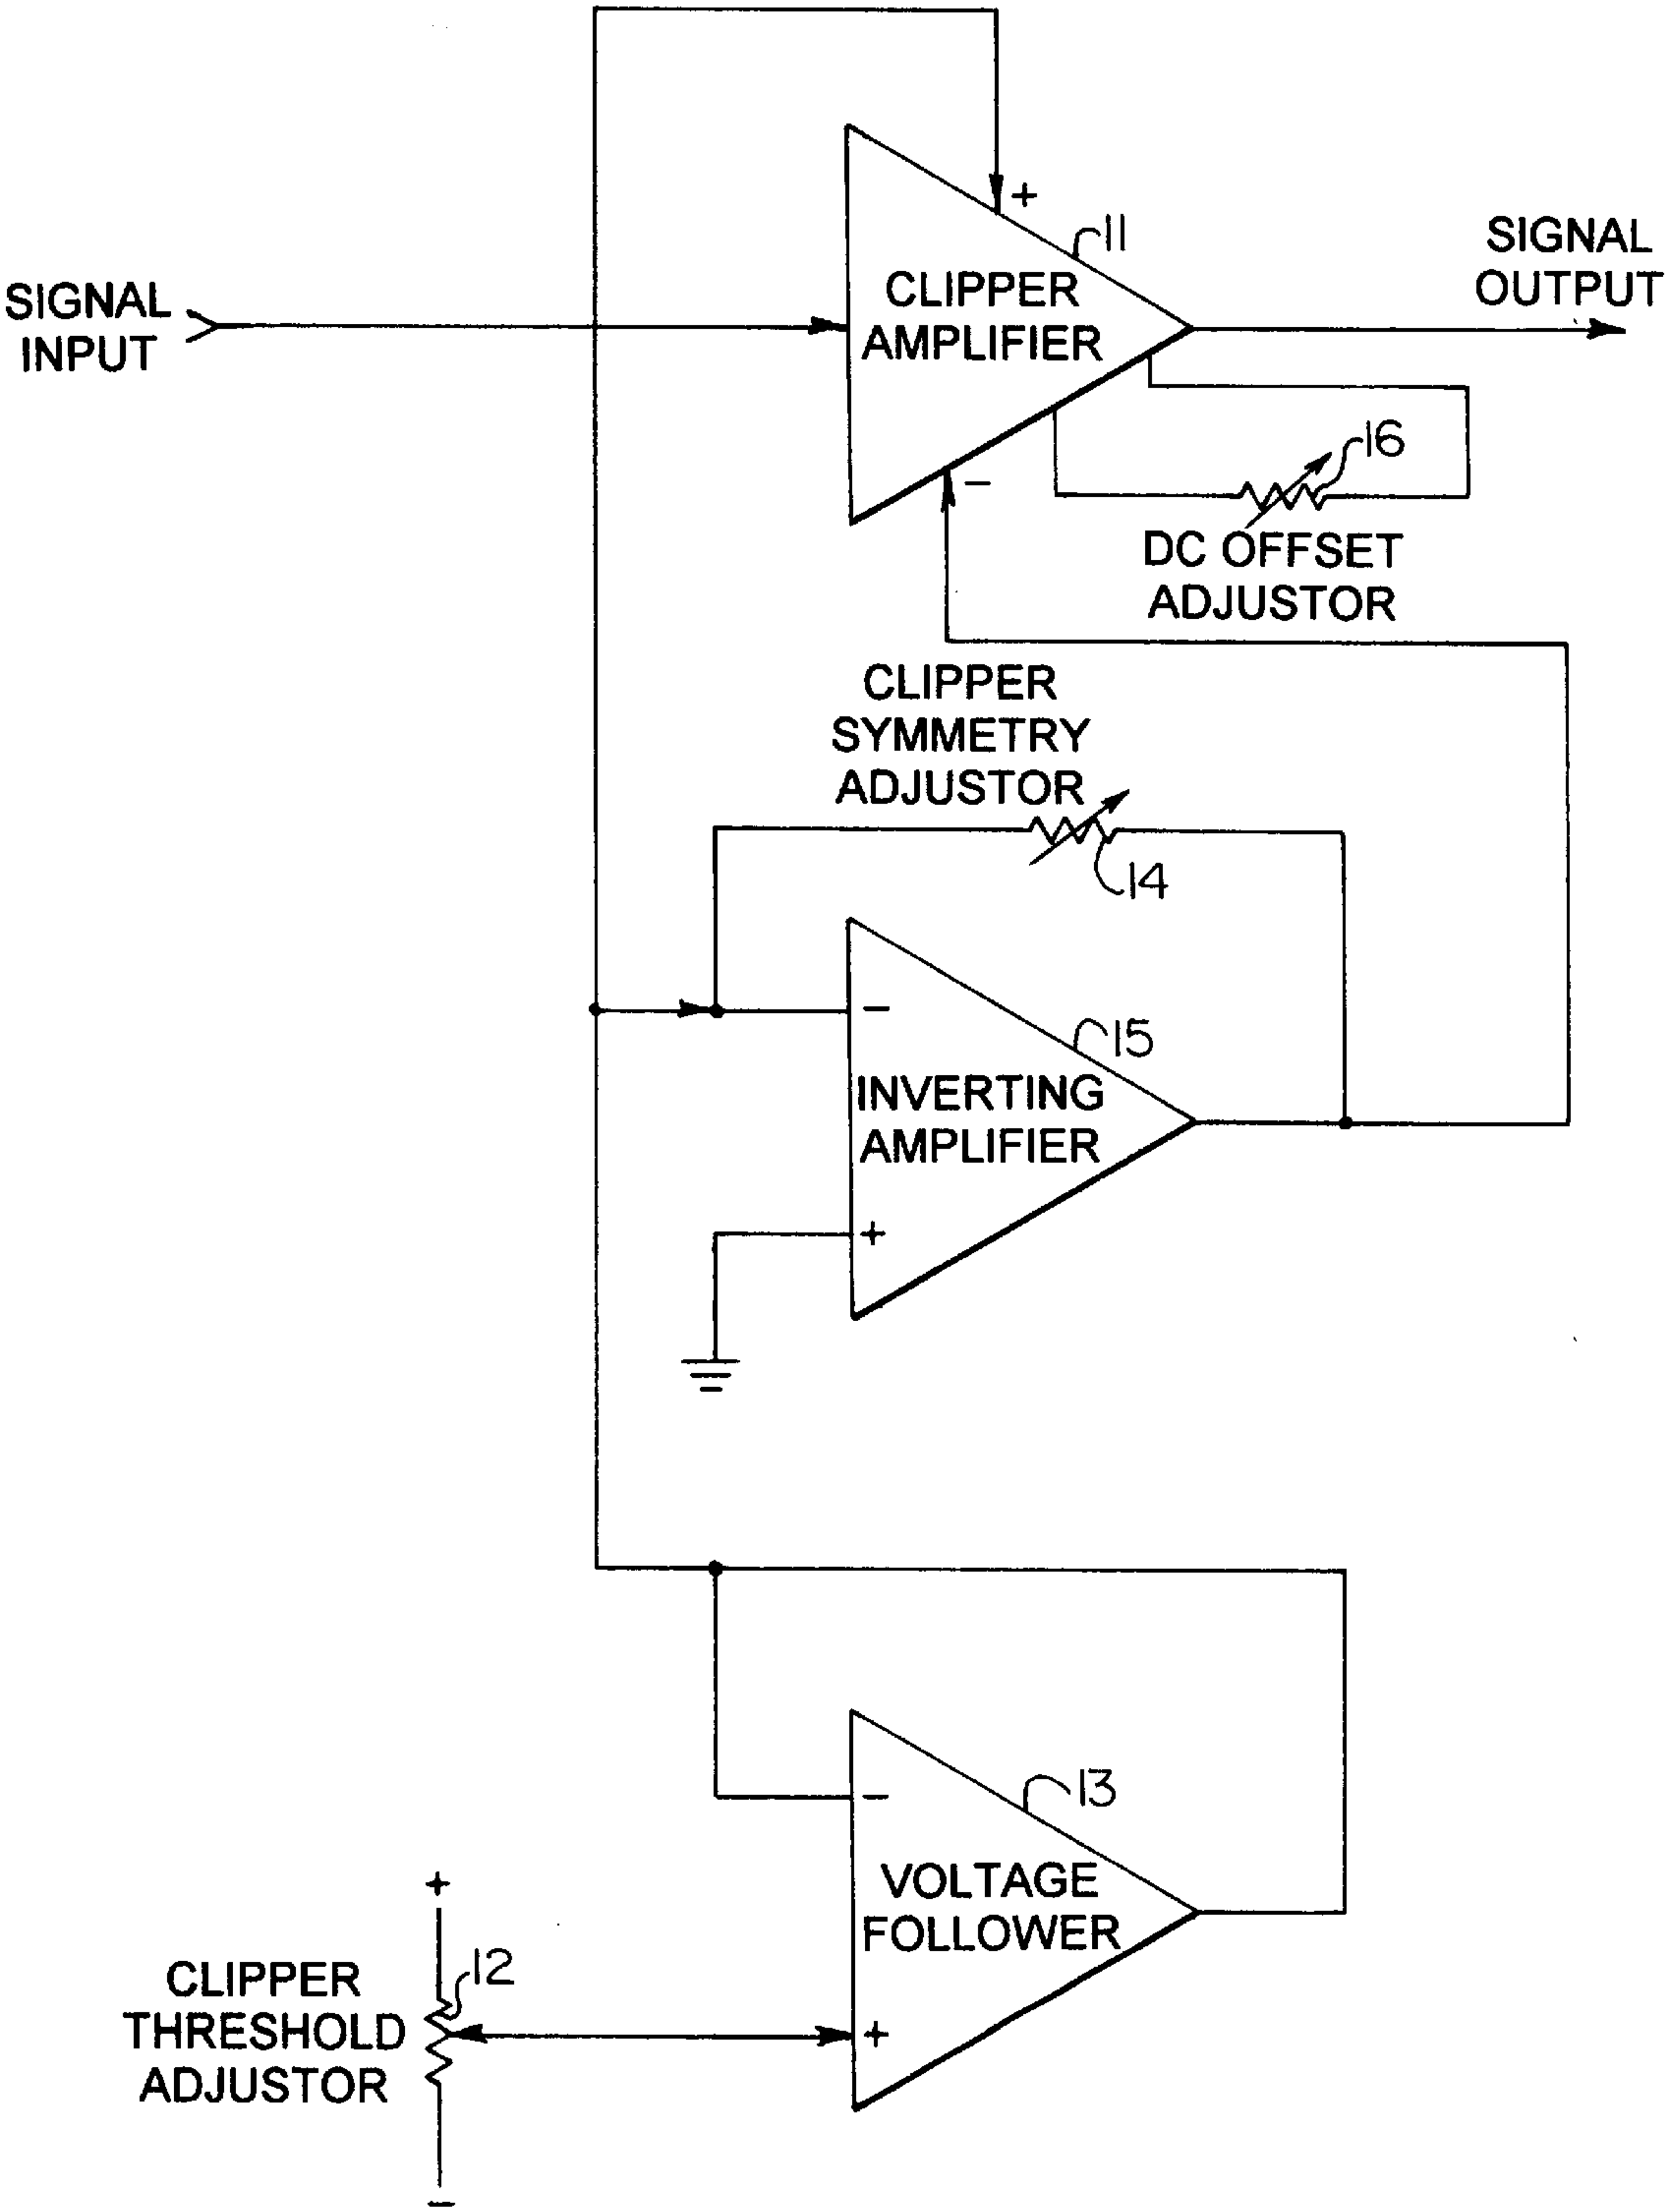 +
11
SIGNAL
OUTPUT
CLIPPER
AMPLIFIER
SIGNAL
INPUT
16
−
DC OFFSET
ADJUSTOR
CLIPPER
SYMMETRY
ADJUSTOR
14
−
15
INVERTING
AMPLIFIER
+
−
13
VOLTAGE
FOLLOWER
+
+
12
CLIPPER
THRESHOLD
ADJUSTOR
−